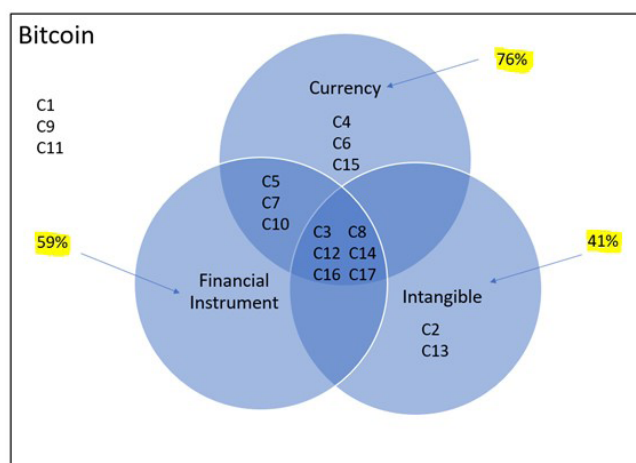 Bitcoin
76%
Currency
C1
C9
C11
C4
C6
C15
C5
C7
C10
C3 C8
C12 C14
C16 C17
59%
41%
Financial
Instrument
Intangible
C2
C13